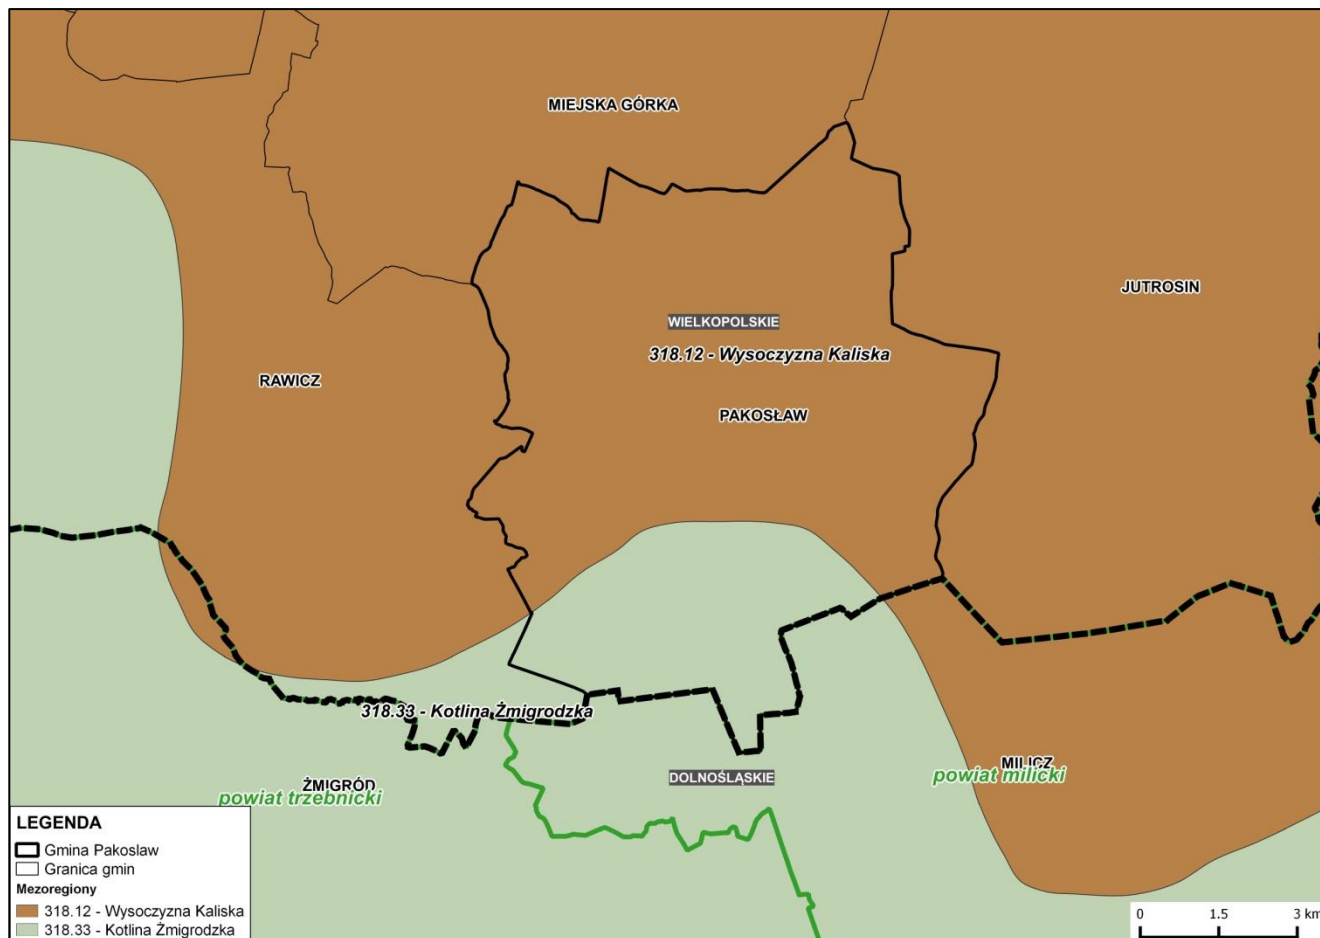 MIEJSKA GÓRKA
JUTROSIN
WIELKOPOLSKIE
318.12 - Wysoczyzna Kaliska
RAWICZ
PAKOSŁAW
318.33 - Kotlina Żmigrodzka
DOLNOŚLĄSKIE
MILICZ
powiat milicki
ŻMIGRÓD
powiat trzebnicki
LEGENDA
Gmina Pakoslaw
Granica gmin
Mezoregiony
318.12 - Wysoczyzna Kaliska
318.33 - Kotlina Żmigrodzka
0 1.5 3 km